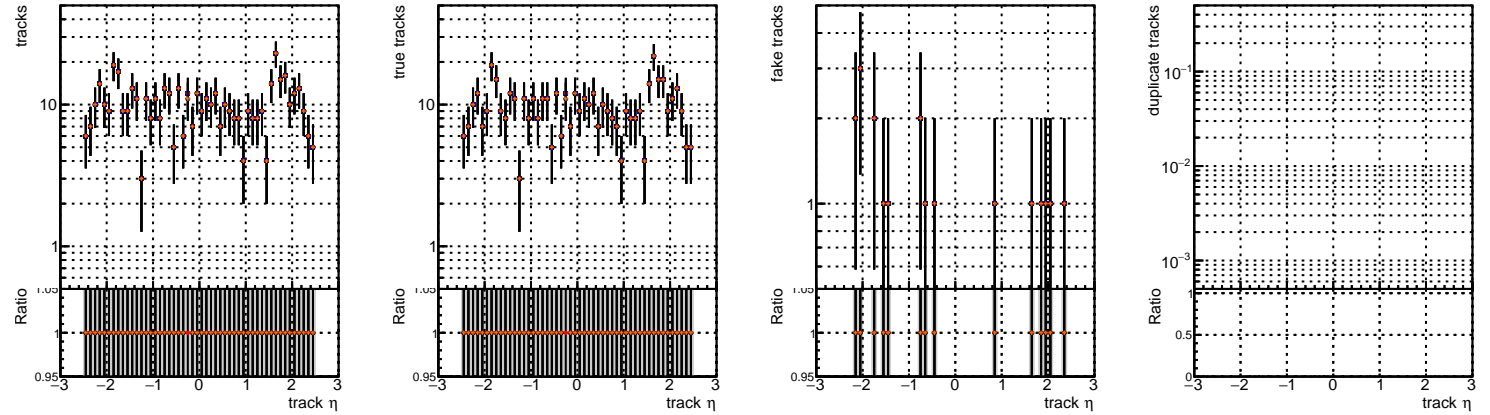 tracks
10
1
Ratio
1.05
1
0.95
−3 −2 −1 0 1 2 3
track η
true tracks
10
1
Ratio
1.05
1
0.95
−3 −2 −1 0 1 2 3
track η
fake tracks
1
Ratio
1.05
1
0.95
−3 −2 −1 0 1 2 3
track η
duplicate tracks
10−1
10−2
10−3
Ratio
1
0.5
0
−3 −2 −1 0 1 2 3
track η